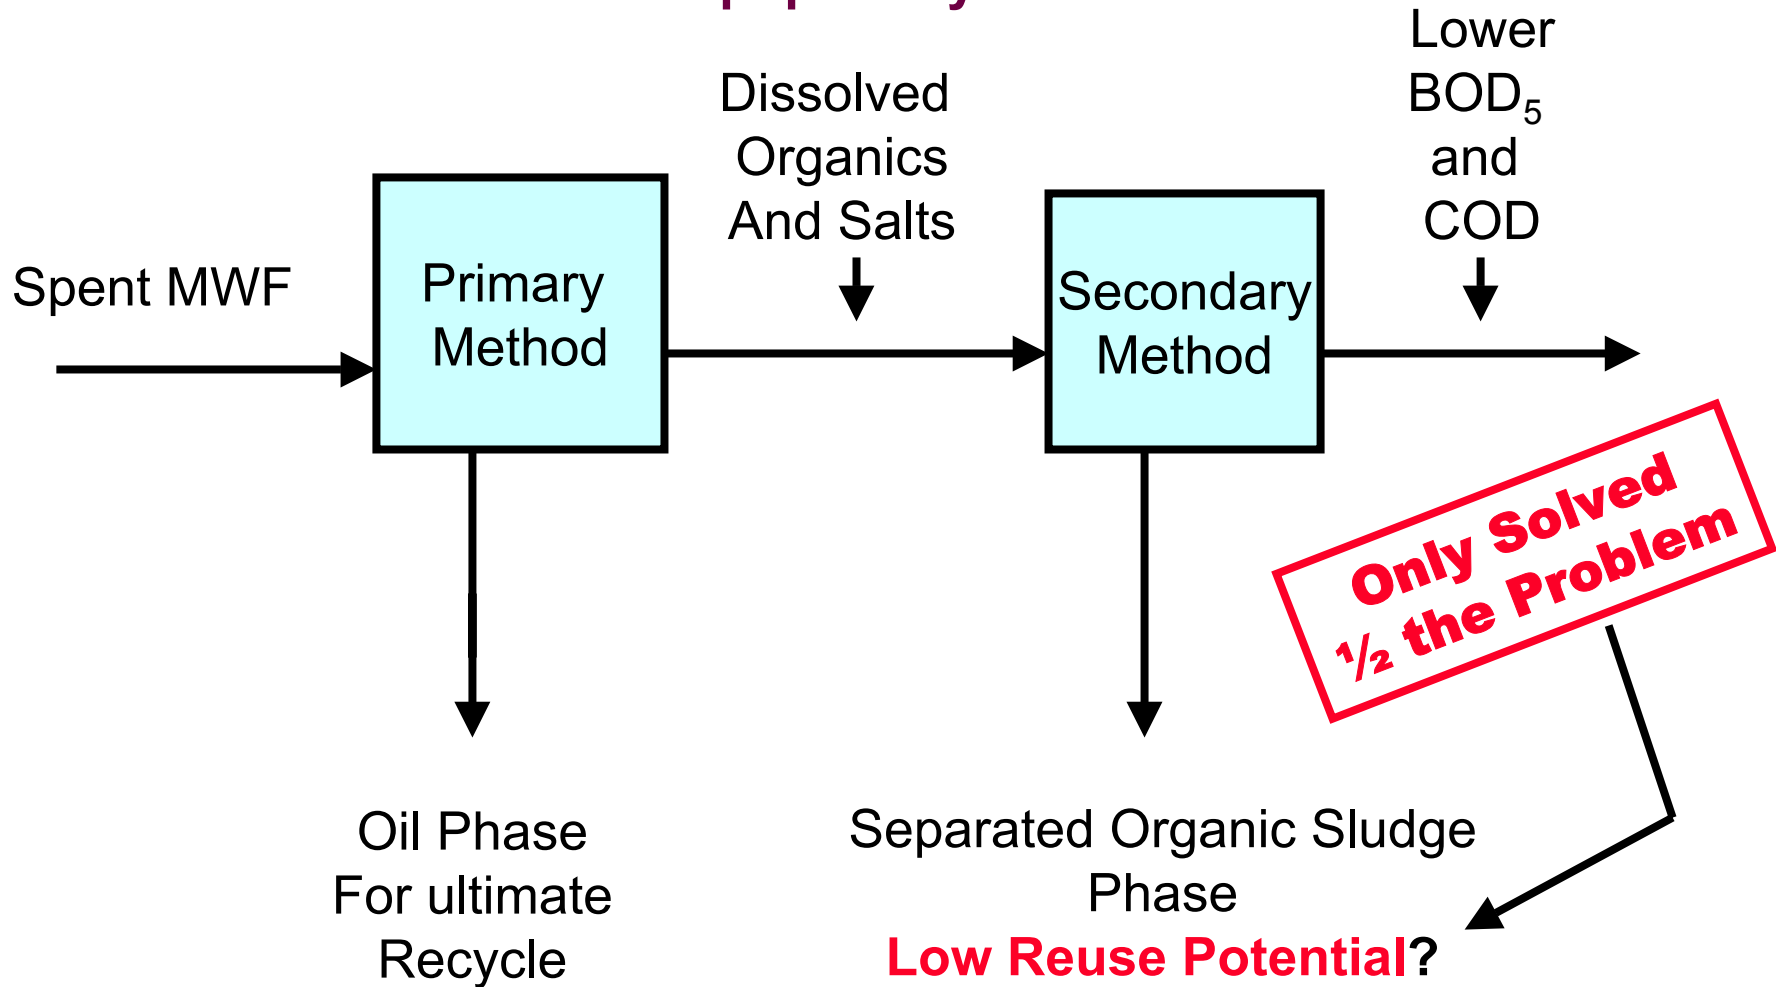 Lower
BOD₅
and
COD
Dissolved
Organics
And Salts
Spent MWF
Primary
Method
Secondary
Method
Only Solved
½ the Problem
Oil Phase
For ultimate
Recycle
Separated Organic Sludge
Phase
Low Reuse Potential?